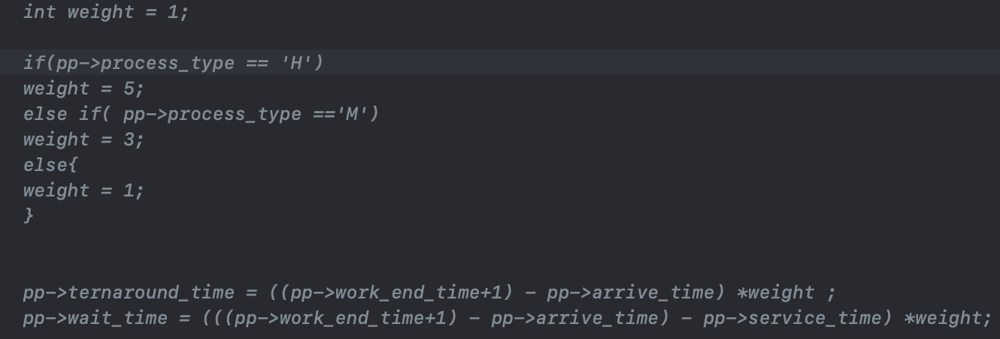 int weight = 1;
if(pp->process_type == 'H')
weight = 5;
else if( pp->process_type =='M')
weight = 3;
else{
weight = 1;
}
pp->ternaround_time = ((pp->work_end_time+1) - pp->arrive_time) *weight ;
pp->wait_time = (((pp->work_end_time+1) - pp->arrive_time) - pp->service_time) *weight;